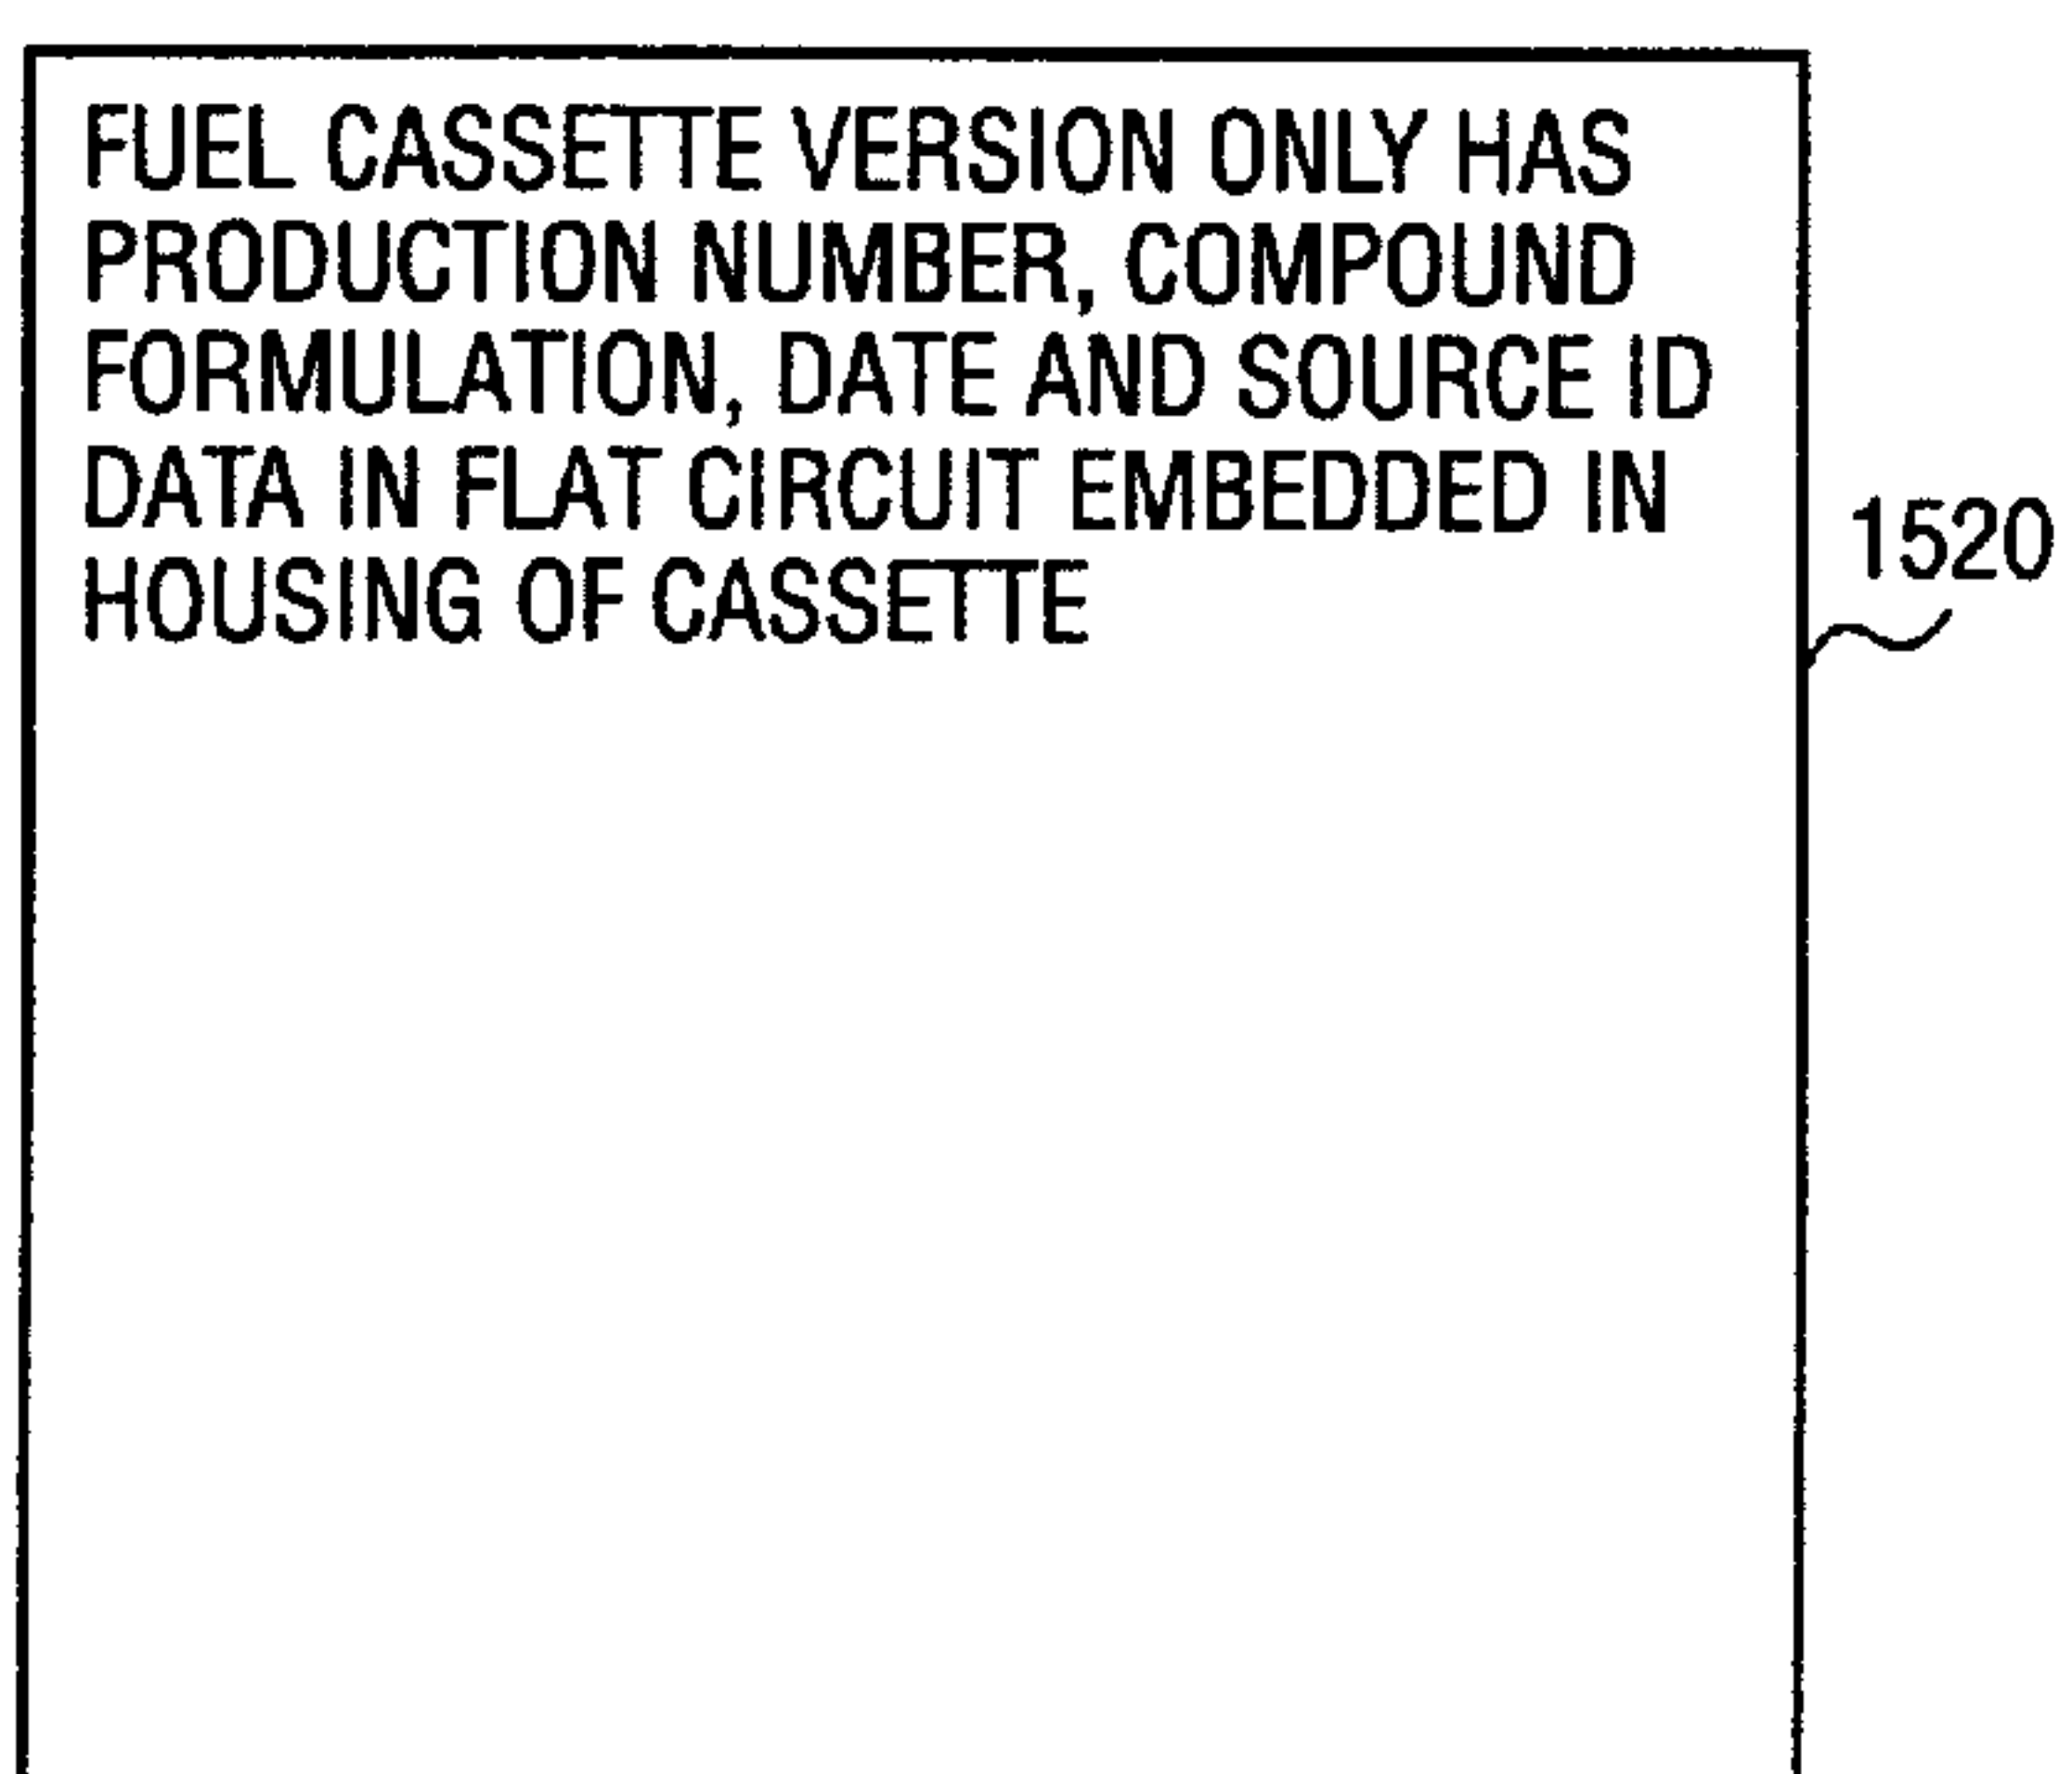 FUEL CASSETTE VERSION ONLY HAS
PRODUCTION NUMBER, COMPOUND
FORMULATION, DATE AND SOURCE ID
DATA IN FLAT CIRCUIT EMBEDDED IN
HOUSING OF CASSETTE
1520